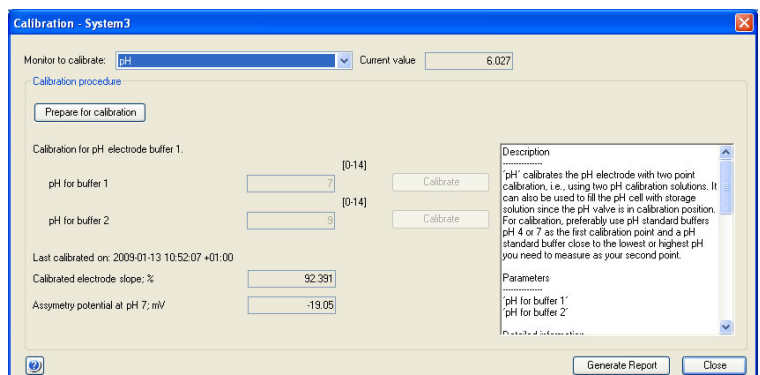 Calibration - System3
Monitor to calibrate: pH Current value 6.027
Calibration procedure
Prepare for calibration
Calibration for pH electrode buffer 1.
[0-14]
pH for buffer 1 7 Calibrate
[0-14]
pH for buffer 2 9 Calibrate
Last calibrated on: 2009-01-13 10:52:07 +01:00
Calibrated electrode slope; % 92.391
Assymetry potential at pH 7; mV -19.05
Description
---------------
'pH' calibrates the pH electrode with two point
calibration, i.e., using two pH calibration solutions. It
can also be used to fill the pH cell with storage
solution since the pH valve is in calibration position.
For calibration, preferably use pH standard buffers
pH 4 or 7 as the first calibration point and a pH
standard buffer close to the lowest or highest pH
you need to measure as your second point.
Parameters
---------------
'pH for buffer 1'
'pH for buffer 2'
Detailed information
Generate Report Close